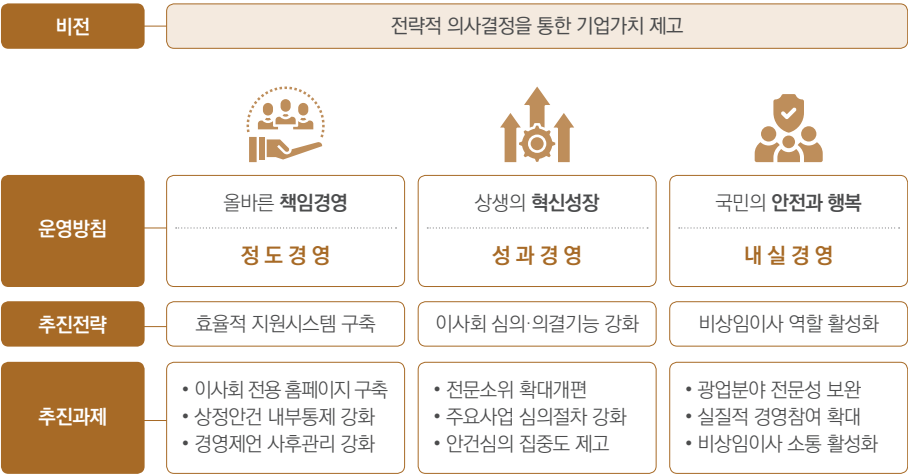 비전
전략적 의사결정을 통한 기업가치 제고
운영방침
올바른 책임경영
정도경영
상생의 혁신성장
성과경영
국민의 안전과 행복
내실경영
추진전략
효율적 지원시스템 구축
이사회 심의·의결기능 강화
비상임이사 역할 활성화
추진과제
• 이사회 전용 홈페이지 구축
• 상정안건 내부통제 강화
• 경영제언 사후관리 강화
• 전문소위 확대개편
• 주요사업 심의절차 강화
• 안건심의 집중도 제고
• 광업분야 전문성 보완
• 실질적 경영참여 확대
• 비상임이사 소통 활성화